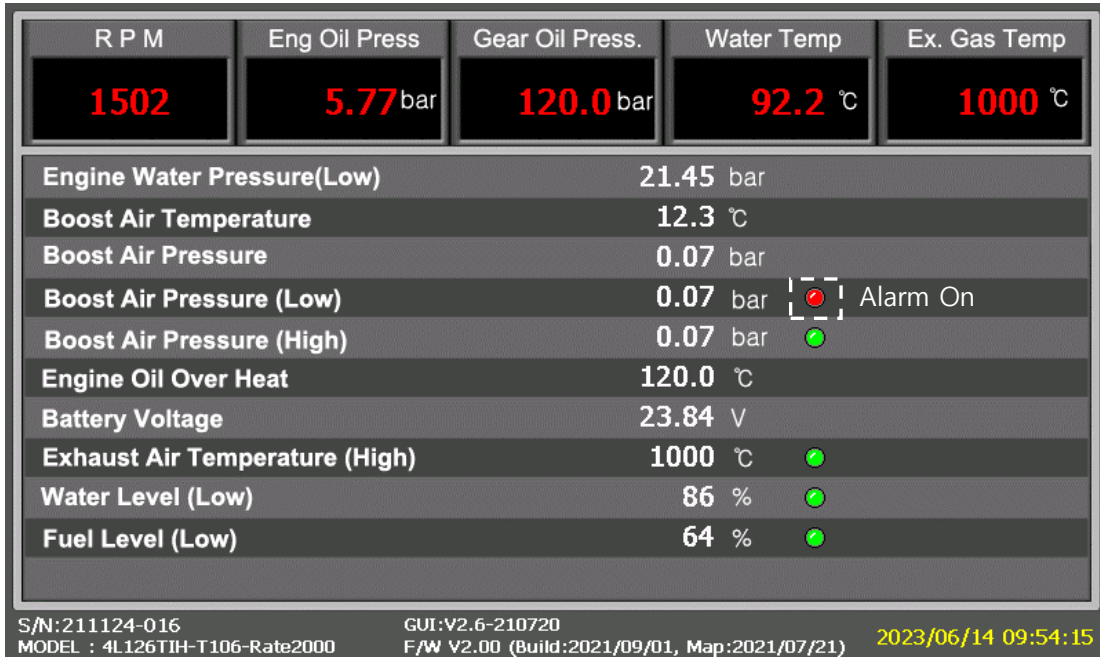 R P M Eng Oil Press Gear Oil Press. Water Temp Ex. Gas Temp
1502 5.77 bar 120.0 bar 92.2 ℃ 1000 ℃
Engine Water Pressure(Low) 21.45 bar
Boost Air Temperature 12.3 ℃
Boost Air Pressure 0.07 bar
Boost Air Pressure (Low) 0.07 bar Alarm On
Boost Air Pressure (High) 0.07 bar
Engine Oil Over Heat 120.0 ℃
Battery Voltage 23.84 V
Exhaust Air Temperature (High) 1000 ℃
Water Level (Low) 86 %
Fuel Level (Low) 64 %
S/N:211124-016 GUI:V2.6-210720
MODEL : 4L126TIH-T106-Rate2000 F/W V2.00 (Build:2021/09/01, Map:2021/07/21) 2023/06/14 09:54:15